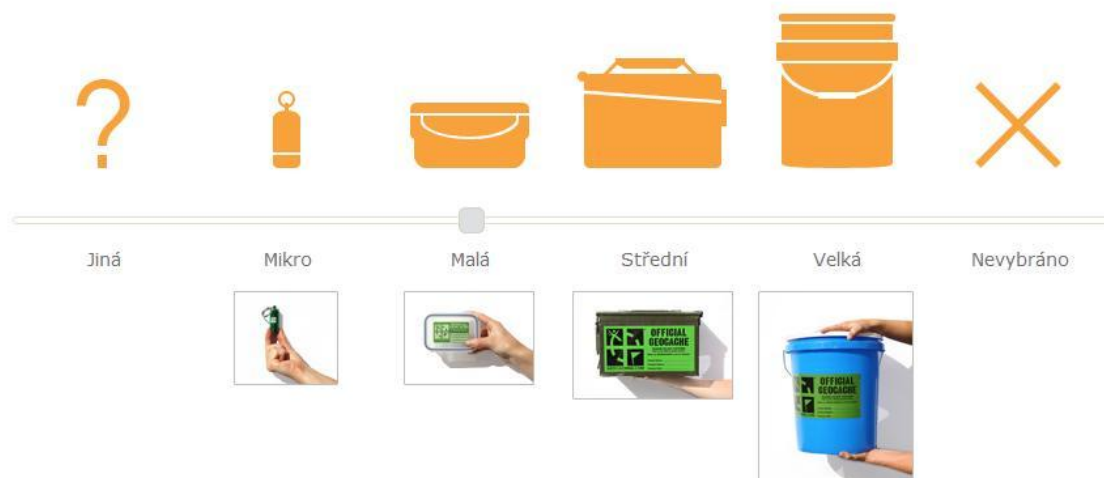 Jiná
Mikro
Malá
Střední
Velká
Nevybráno
OFFICIAL
GEOCACHE
OFFICIAL
GEOCACHE